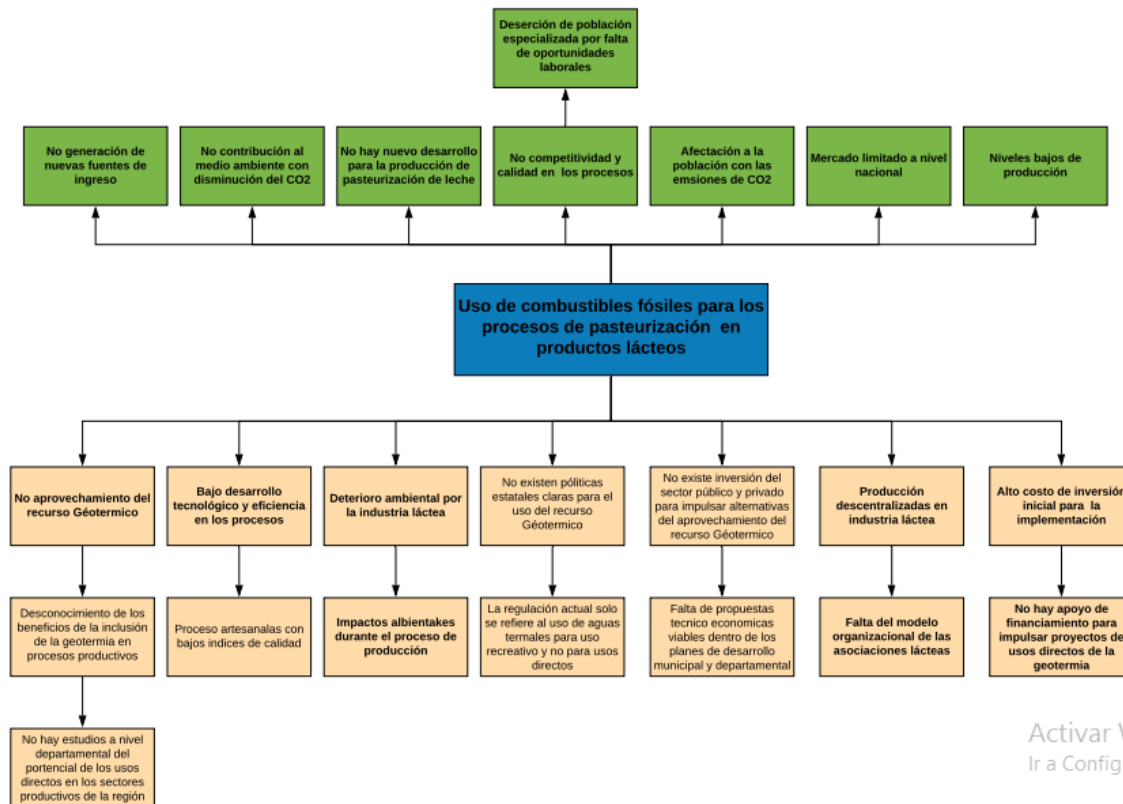 Deserción de población
especializada por falta
de oportunidades
laborales
No generación de
nuevas fuentes de
ingreso
No contribución al
medio ambiente con
disminución del CO2
No hay nuevo desarrollo
para la producción de
pasteurización de leche
No competitividad y
calidad en los procesos
Afectación a la
población con las
emsiones de CO2
Mercado limitado a nivel
nacional
Niveles bajos de
producción
Uso de combustibles fósiles para los
procesos de pasteurización en
productos lácteos
No aprovechamiento del
recurso Géotermico
Bajo desarrollo
tecnológico y eficiencia
en los procesos
Deterioro ambiental por
la industria láctea
No existen póliticas
estatales claras para el
uso del recurso
Géotermico
No existe inversión del
sector público y privado
para impulsar alternativas
del aprovechamiento del
recurso Géotermico
Producción
descentralizadas en
industria láctea
Alto costo de inversión
inicial para la
implementación
Desconocimiento de los
beneficios de la inclusión
de la geotermia en
procesos productivos
Proceso artesanalas con
bajos indices de calidad
Impactos albientakes
durante el proceso de
producción
La regulación actual solo
se refiere al uso de aguas
termales para uso
recreativo y no para usos
directos
Falta de propuestas
tecnico economicas
viables dentro de los
planes de desarrollo
municipal y departamental
Falta del modelo
organizacional de las
asociaciones lácteas
No hay apoyo de
financiamiento para
impulsar proyectos de
usos directos de la
geotermia
No hay estudios a nivel
departamental del
portencial de los usos
directos en los sectores
productivos de la región
Activar
Ir a Config